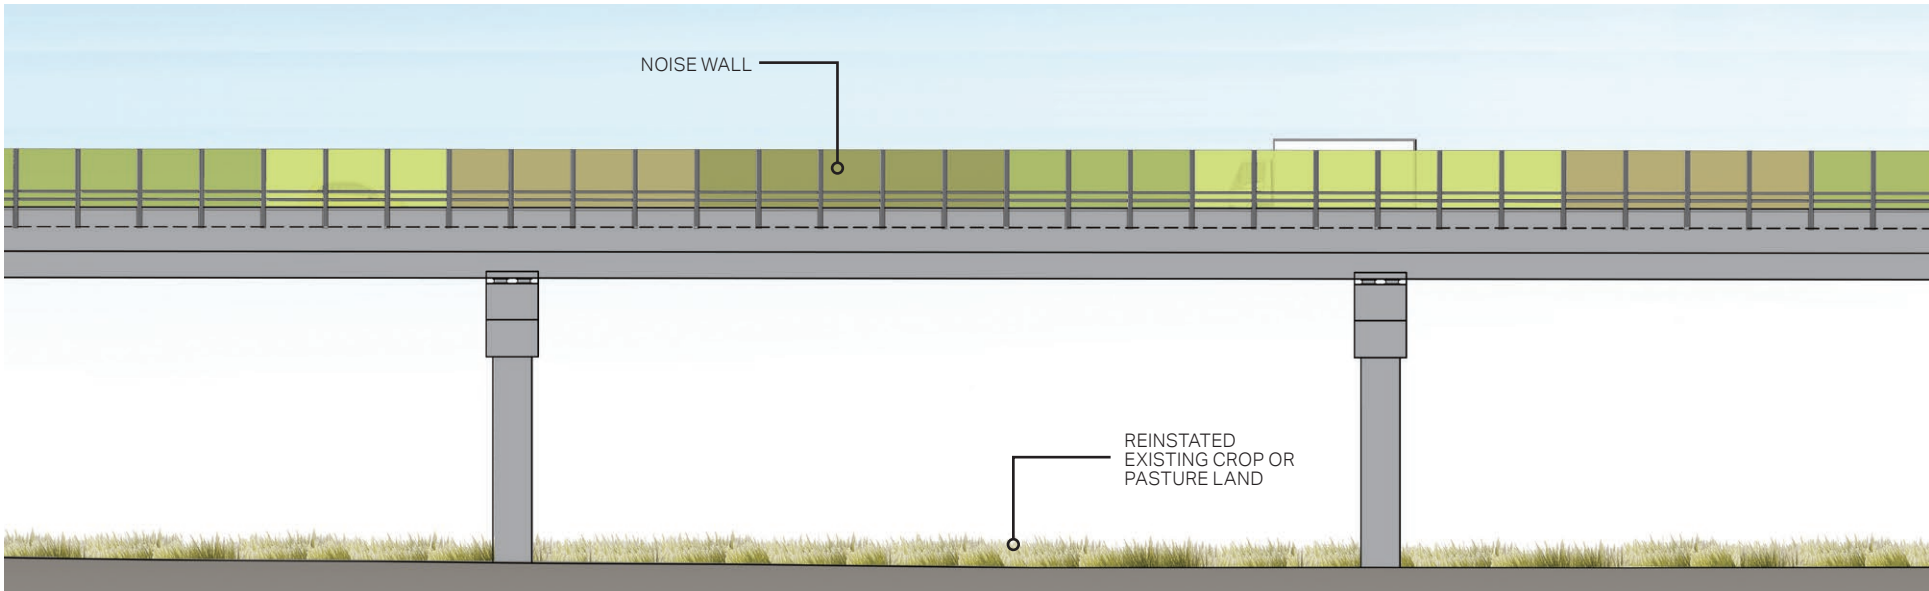 NOISE WALL
REINSTATED
EXISTING CROP OR
PASTURE LAND